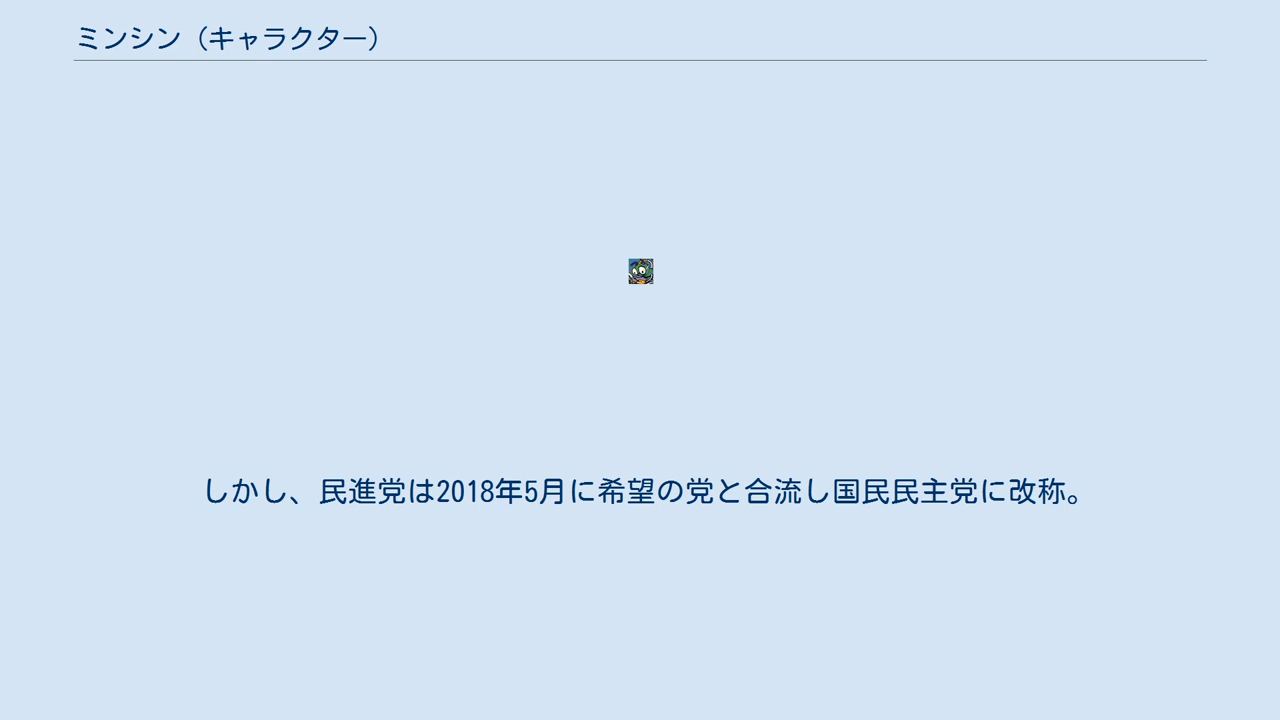 ミンシン（キャラクター）
しかし、民進党は2018年5月に希望の党と合流し国民民主党に改称。